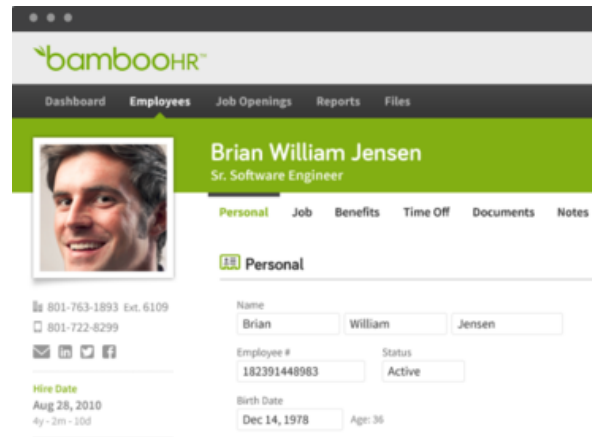 bambooHR™
Dashboard Employees Job Openings Reports Files
Brian William Jensen
Sr. Software Engineer
Personal Job Benefits Time Off Documents Notes
Personal
801-763-1893 Ext. 6109
801-722-8299
Hire Date
Aug 28, 2010
4y - 2m - 10d
Name
Brian William Jensen
Employee # Status
182391448983 Active
Birth Date
Dec 14, 1978 Age: 36